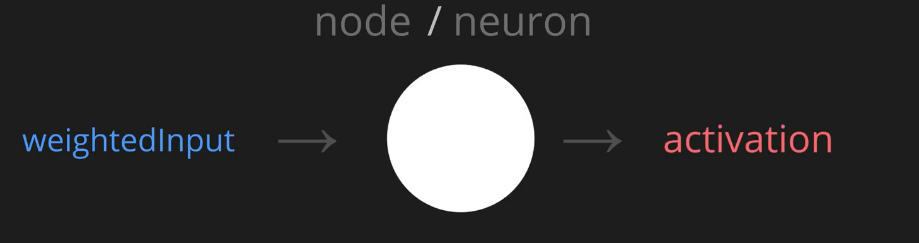 node / neuron
weightedInput → → activation